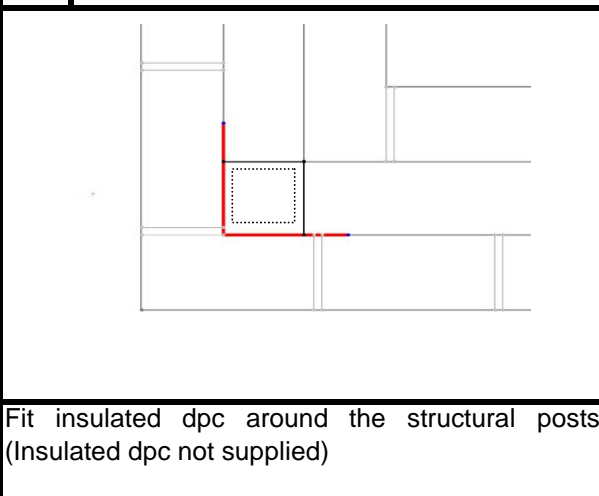 Fit insulated dpc around the structural posts
(Insulated dpc not supplied)